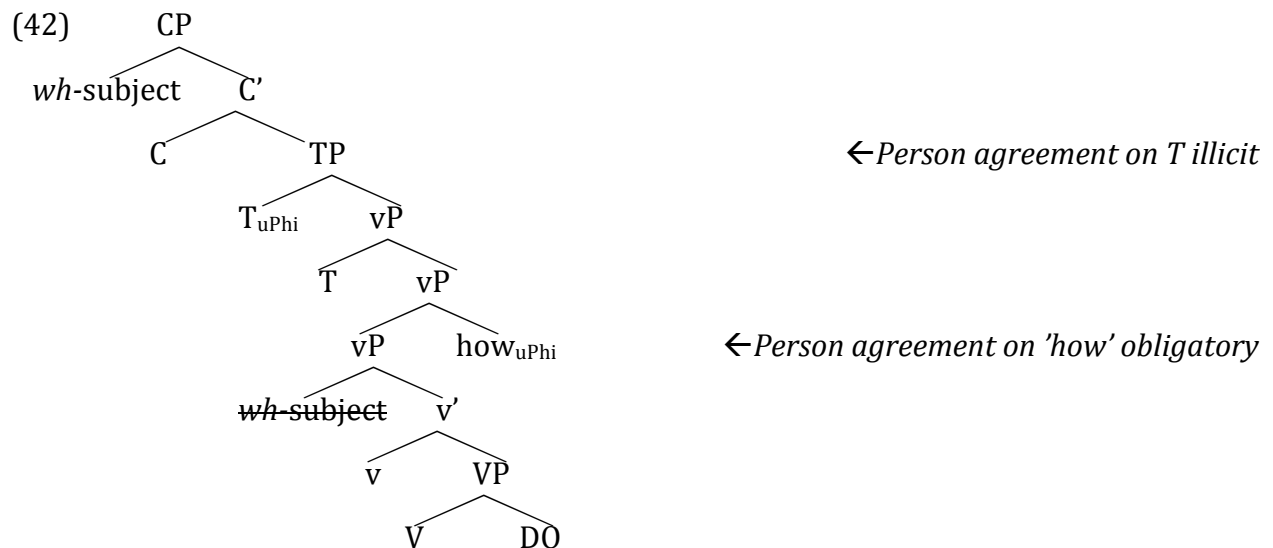 (42) CP
wh-subject C’
C TP ←Person agreement on T illicit
TuPhi vP
T vP
vP howuPhi ←Person agreement on ’how’ obligatory
wh-subject v’
v VP
V DO